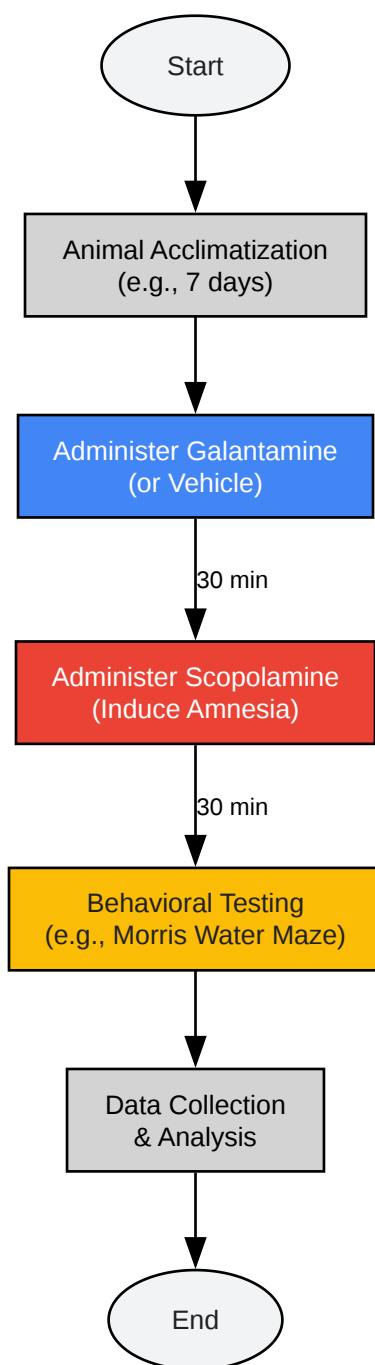 Start
Animal Acclimatization
(e.g., 7 days)
Administer Galantamine
(or Vehicle)
30 min
Administer Scopolamine
(Induce Amnesia)
30 min
Behavioral Testing
(e.g., Morris Water Maze)
Data Collection
& Analysis
End